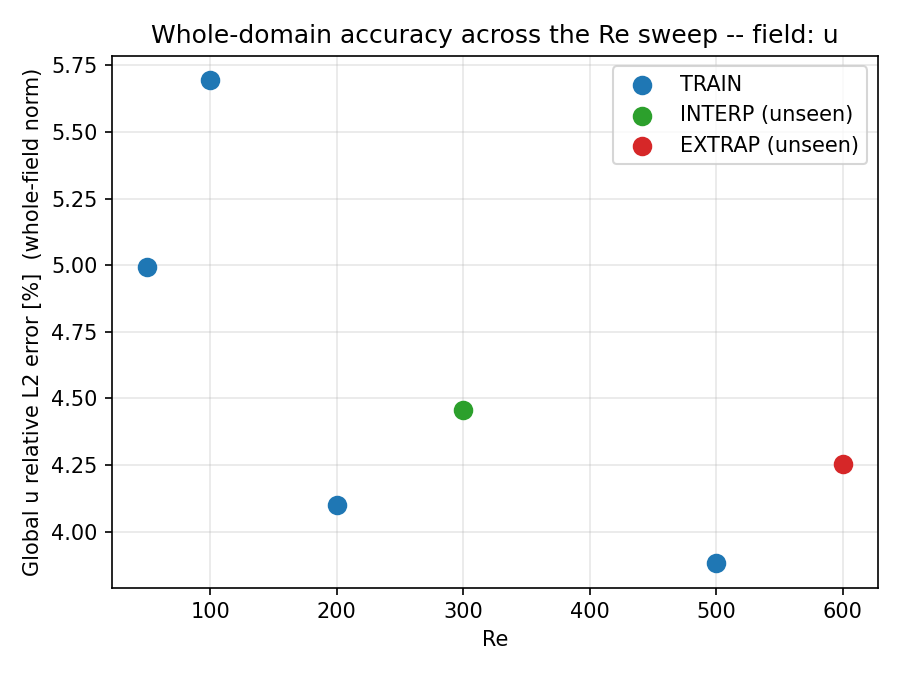 Whole-domain accuracy across the Re sweep -- field: u
Global u relative L2 error [%]  (whole-field norm)
5.75
5.50
5.25
5.00
4.75
4.50
4.25
4.00
TRAIN
INTERP (unseen)
EXTRAP (unseen)
100 200 300 400 500 600
Re